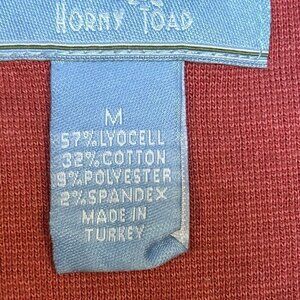 HORNY TOAD
M
57% LYOCELL
32% COTTON
9% POLYESTER
2% SPANDEX
MADE IN
TURKEY